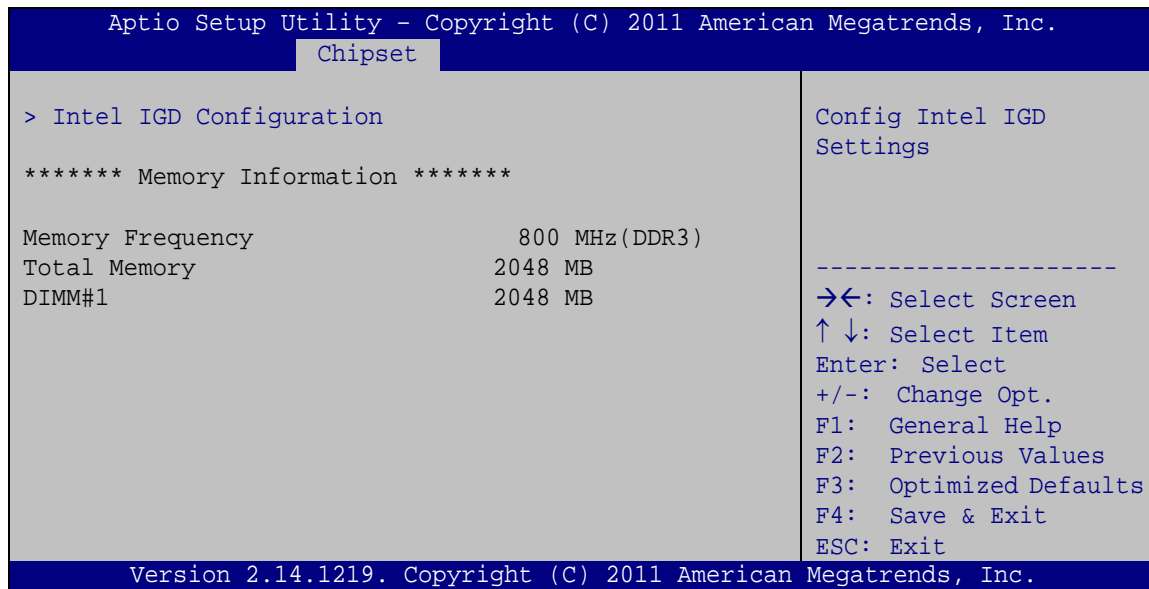 Aptio Setup Utility – Copyright (C) 2011 American Megatrends, Inc.
Chipset
> Intel IGD Configuration
******* Memory Information *******
Memory Frequency 800 MHz(DDR3)
Total Memory 2048 MB
DIMM#1 2048 MB
Config Intel IGD
Settings
---------------------
→←: Select Screen
↑ ↓: Select Item
Enter: Select
+/-: Change Opt.
F1: General Help
F2: Previous Values
F3: Optimized Defaults
F4: Save & Exit
ESC: Exit
Version 2.14.1219. Copyright (C) 2011 American Megatrends, Inc.